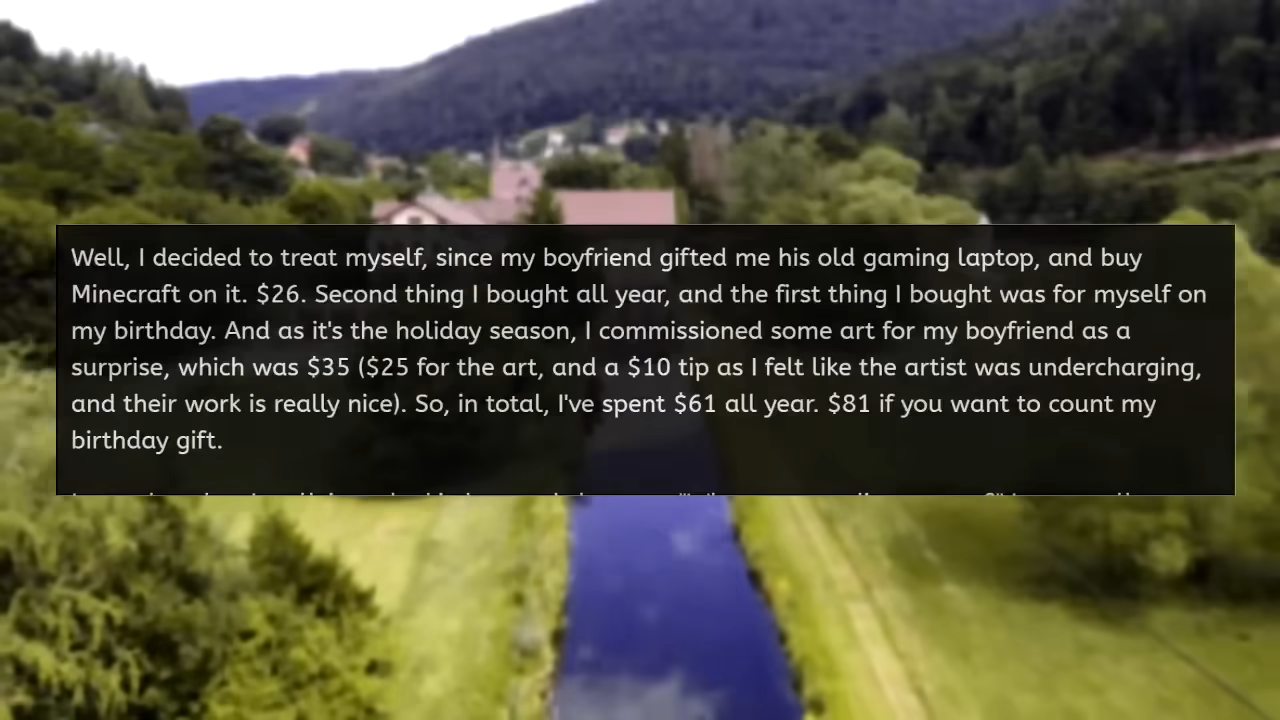 Well, I decided to treat myself, since my boyfriend gifted me his old gaming laptop, and buy
Minecraft on it. $26. Second thing I bought all year, and the first thing I bought was for myself on
my birthday. And as it's the holiday season, I commissioned some art for my boyfriend as a
surprise, which was $35 ($25 for the art, and a $10 tip as I felt like the artist was undercharging,
and their work is really nice). So, in total, I've spent $61 all year. $81 if you want to count my
birthday gift.